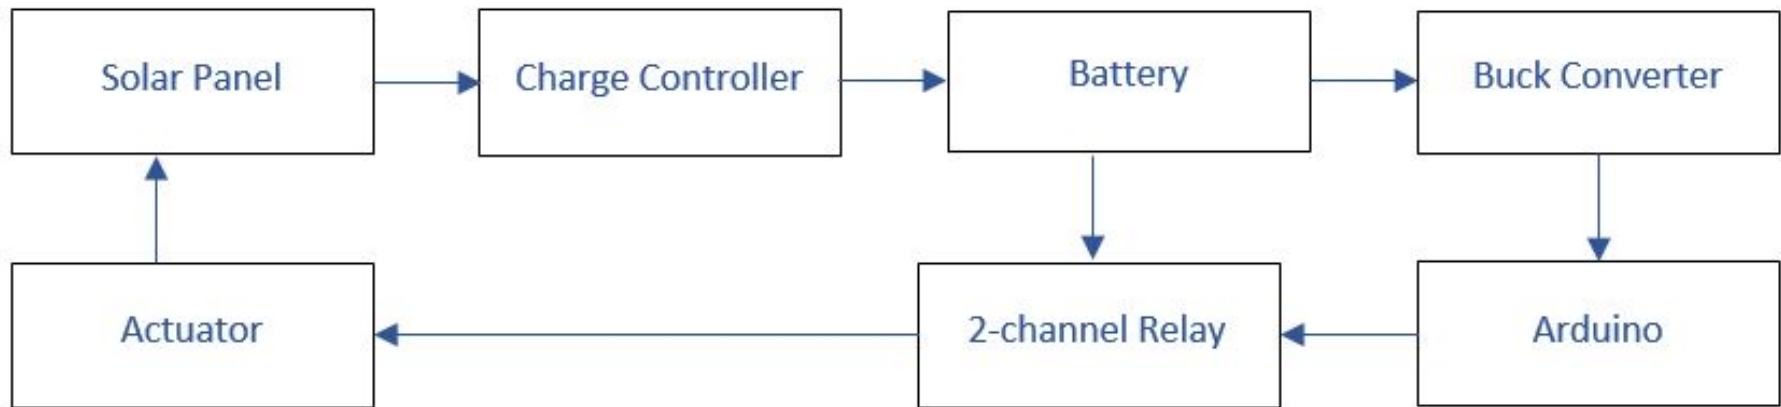 Solar Panel
Charge Controller
Battery
Buck Converter
Actuator
2-channel Relay
Arduino